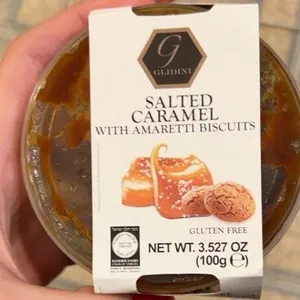 G
GLIDINI
SALTED
CARAMEL
WITH AMARETTI BISCUITS
GLUTEN FREE
NET WT. 3.527 OZ
(100g ℮)